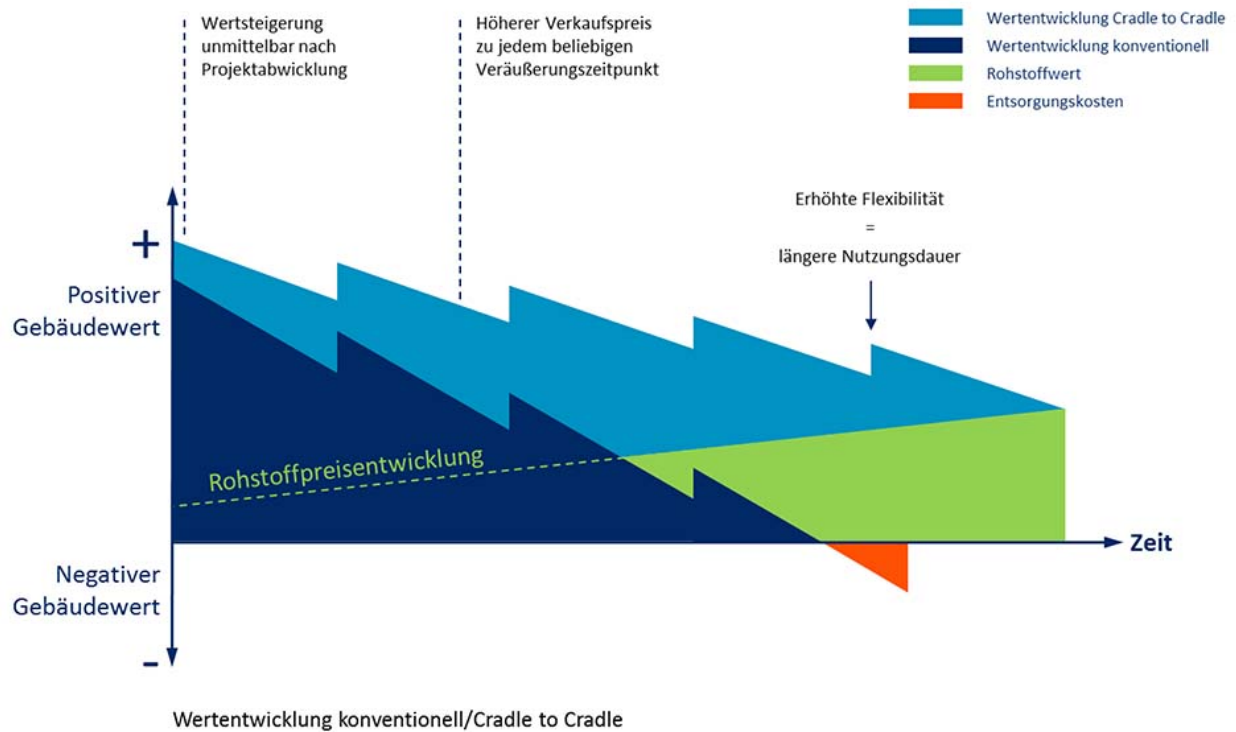 Wertsteigerung
unmittelbar nach
Projektabwicklung
Höherer Verkaufspreis
zu jedem beliebigen
Veräußerungszeitpunkt
Wertentwicklung Cradle to Cradle
Wertentwicklung konventionell
Rohstoffwert
Entsorgungskosten
Erhöhte Flexibilität
=
längere Nutzungsdauer
+
Positiver
Gebäudewert
Rohstoffpreisentwicklung
Zeit
Negativer
Gebäudewert
-
Wertentwicklung konventionell/Cradle to Cradle